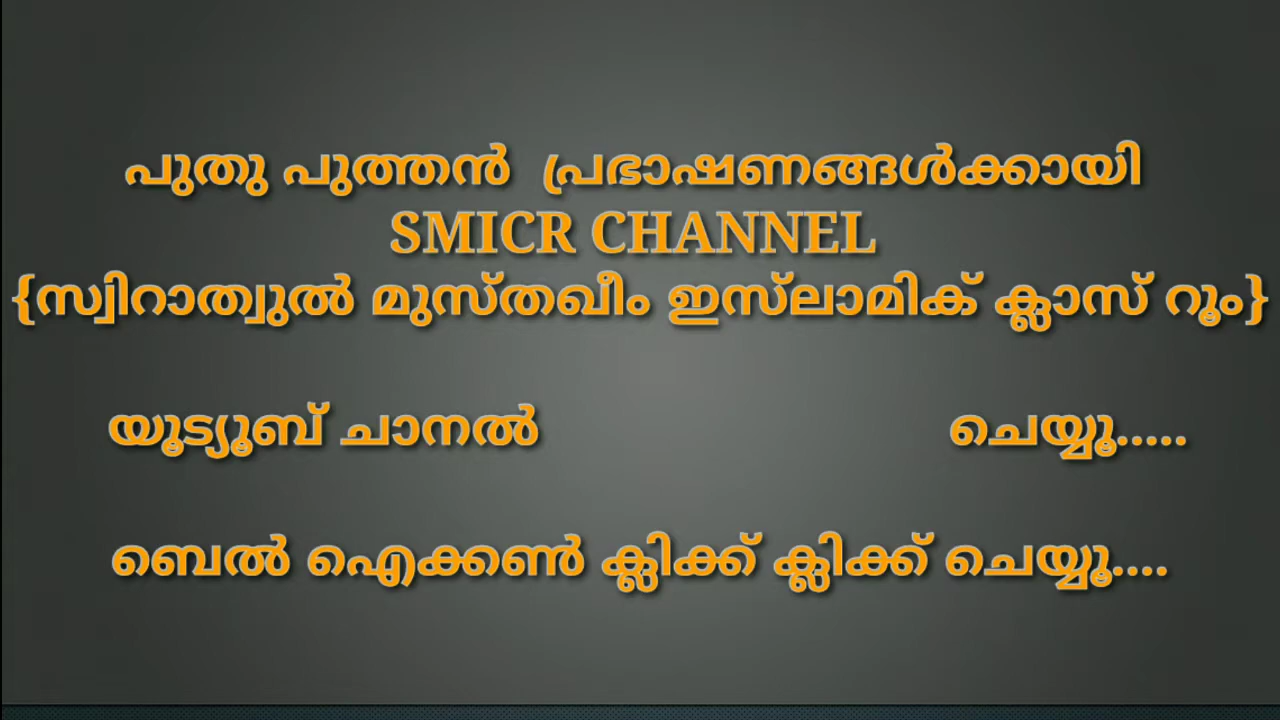 പുതു പുത്തൻ പ്രഭാഷണങ്ങൾക്കായി
SMICR CHANNEL
{സ്വിറാത്വുൽ മുസ്തഖീം ഇസ്‌ലാമിക് ക്ലാസ് റൂം}
യൂട്യൂബ് ചാനൽ ചെയ്യൂ.....
ബെൽ ഐക്കൺ ക്ലിക്ക് ക്ലിക്ക് ചെയ്യൂ....